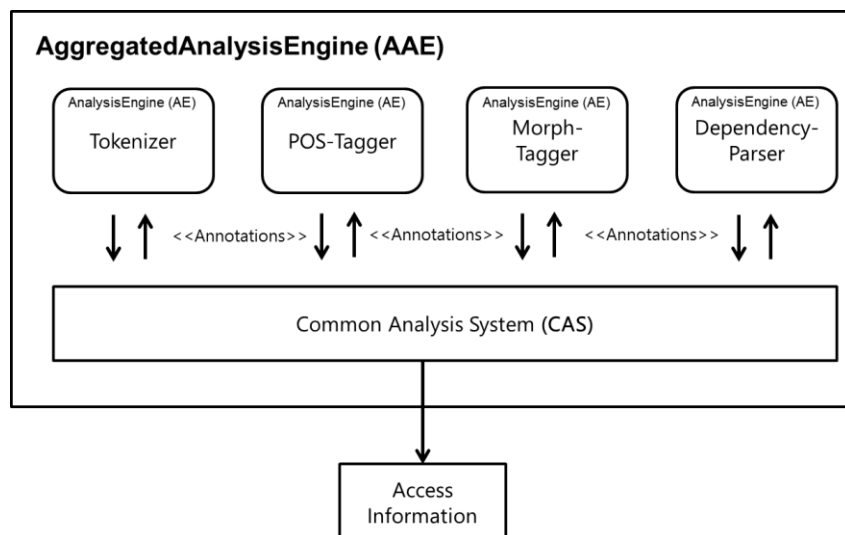 AggregatedAnalysisEngine (AAE)
AnalysisEngine (AE)
Tokenizer
AnalysisEngine (AE)
POS-Tagger
AnalysisEngine (AE)
Morph-
Tagger
AnalysisEngine (AE)
Dependency-
Parser
<<Annotations>>
<<Annotations>>
<<Annotations>>
Common Analysis System (CAS)
Access
Information